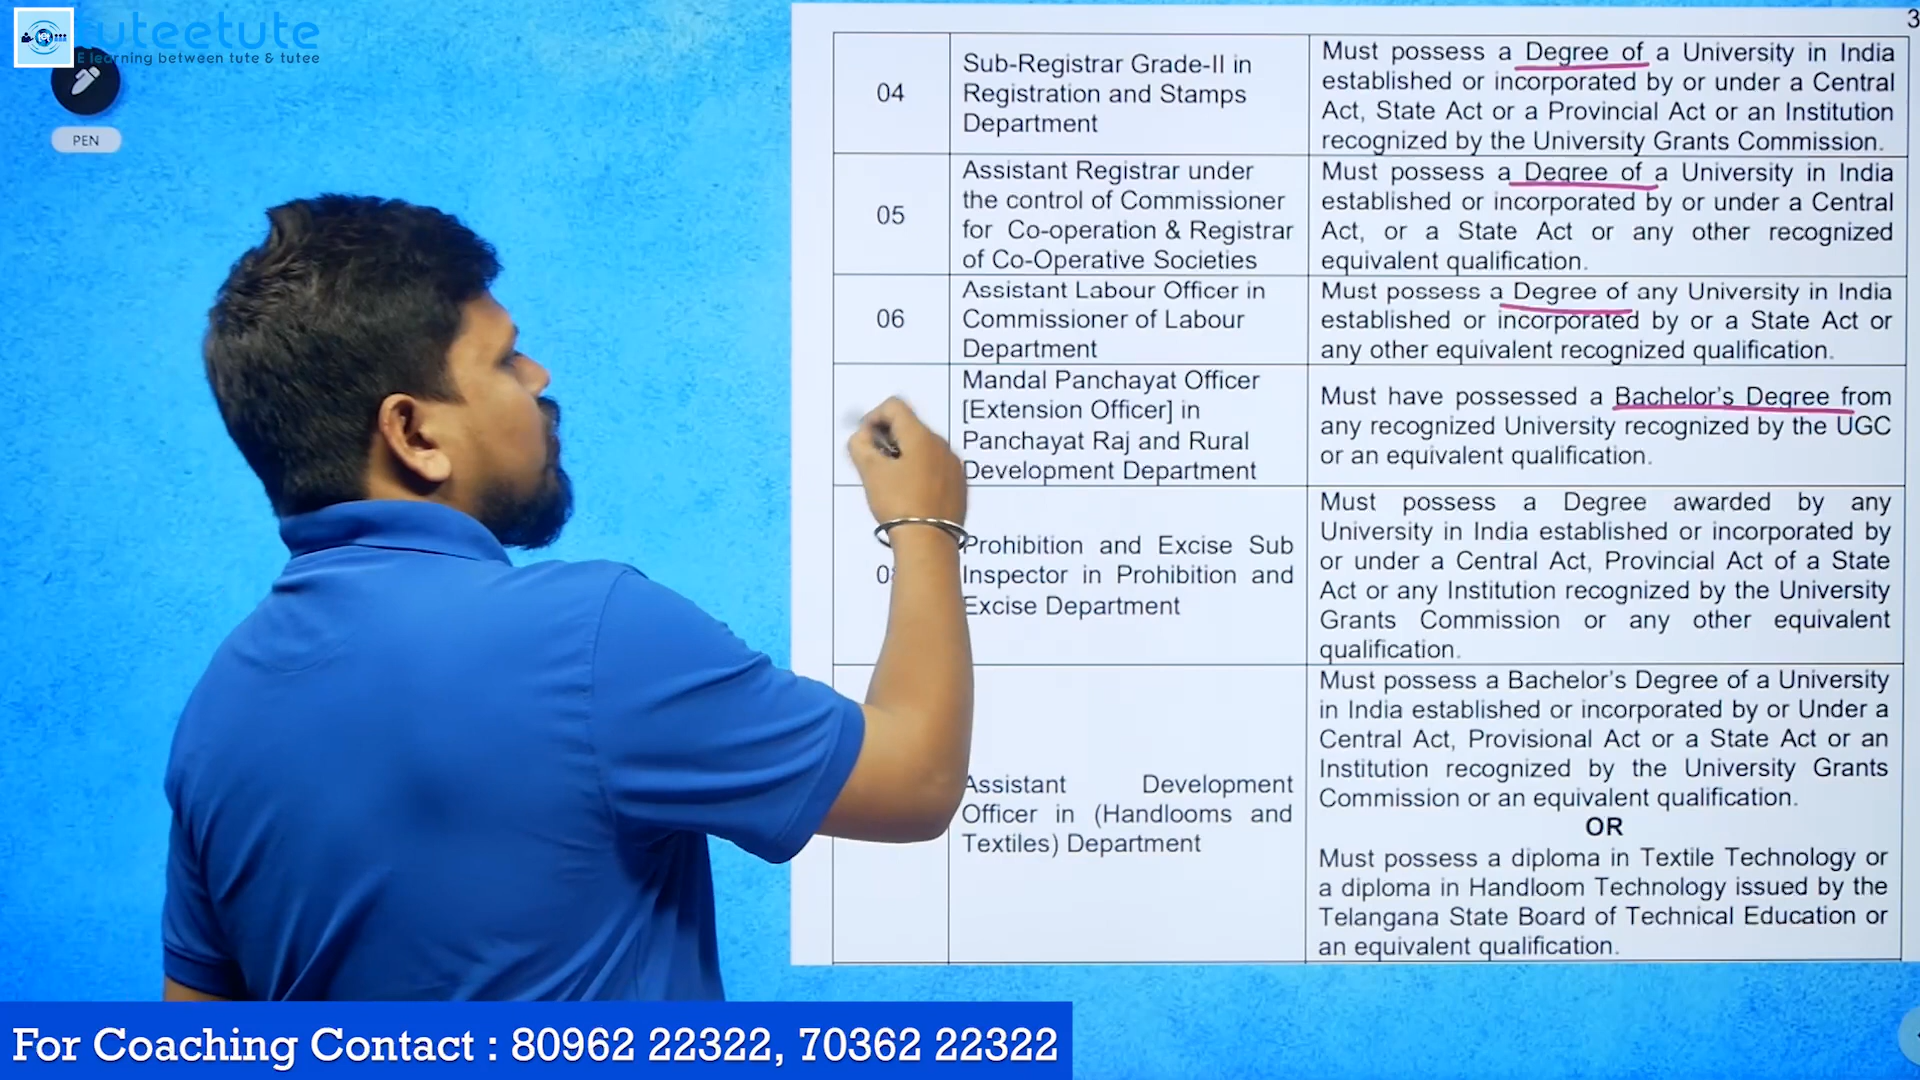 tuteetute
E learning between tute & tutee
PEN
3
04
Sub-Registrar Grade-II in
Registration and Stamps
Department
Must possess a Degree of a University in India
established or incorporated by or under a Central
Act, State Act or a Provincial Act or an Institution
recognized by the University Grants Commission.
05
Assistant Registrar under
the control of Commissioner
for Co-operation & Registrar
of Co-Operative Societies
Must possess a Degree of a University in India
established or incorporated by or under a Central
Act, or a State Act or any other recognized
equivalent qualification.
06
Assistant Labour Officer in
Commissioner of Labour
Department
Must possess a Degree of any University in India
established or incorporated by or a State Act or
any other equivalent recognized qualification.
Mandal Panchayat Officer
[Extension Officer] in
Panchayat Raj and Rural
Development Department
Must have possessed a Bachelor's Degree from
any recognized University recognized by the UGC
or an equivalent qualification.
Prohibition and Excise Sub
Inspector in Prohibition and
Excise Department
Must possess a Degree awarded by any
University in India established or incorporated by
or under a Central Act, Provincial Act of a State
Act or any Institution recognized by the University
Grants Commission or any other equivalent
qualification.
Assistant Development
Officer in (Handlooms and
Textiles) Department
Must possess a Bachelor's Degree of a University
in India established or incorporated by or Under a
Central Act, Provisional Act or a State Act or an
Institution recognized by the University Grants
Commission or an equivalent qualification.
OR
Must possess a diploma in Textile Technology or
a diploma in Handloom Technology issued by the
Telangana State Board of Technical Education or
an equivalent qualification.
For Coaching Contact : 80962 22322, 70362 22322